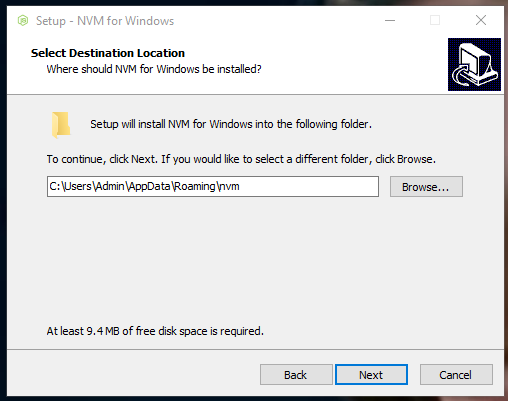 Setup - NVM for Windows
Select Destination Location
Where should NVM for Windows be installed?
Setup will install NVM for Windows into the following folder.
To continue, click Next. If you would like to select a different folder, click Browse.
C:\Users\Admin\AppData\Roaming\nvm
Browse...
At least 9.4 MB of free disk space is required.
Back
Next
Cancel